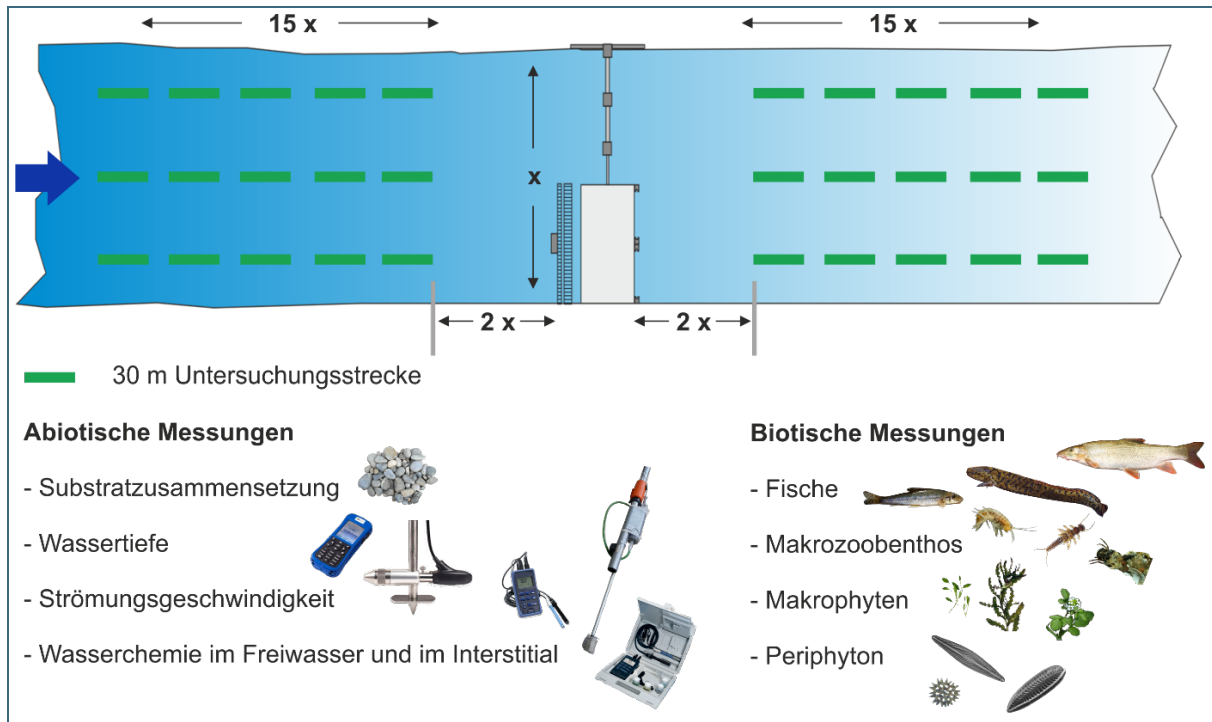 15 x
15 x
x
2 x
2 x
30 m Untersuchungsstrecke
Abiotische Messungen
- Substratzusammensetzung
- Wassertiefe
- Strömungsgeschwindigkeit
- Wasserchemie im Freiwasser und im Interstitial
Biotische Messungen
- Fische
- Makrozoobenthos
- Makrophyten
- Periphyton